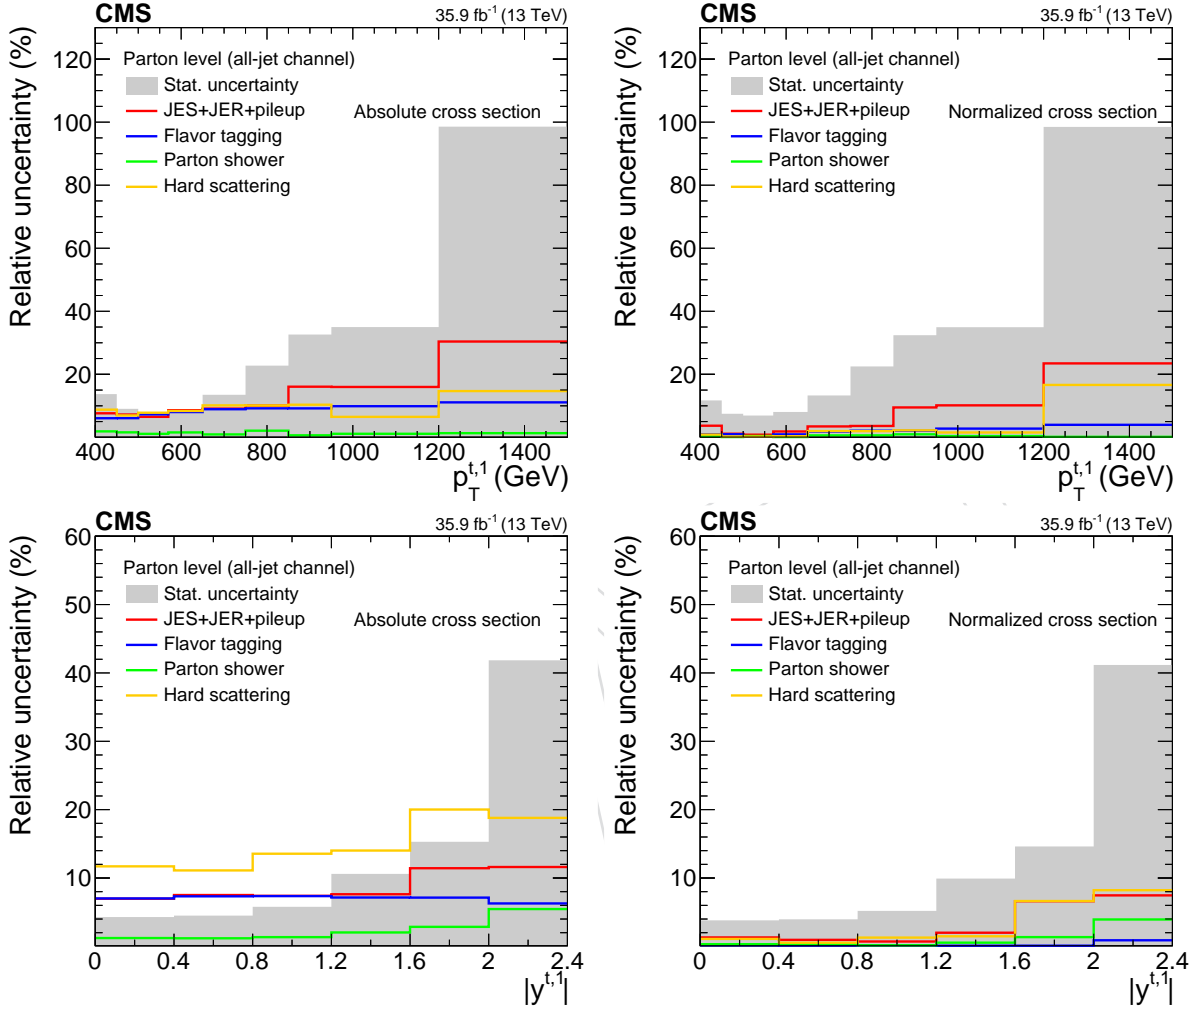 CMS 35.9 fb⁻¹ (13 TeV)
Relative uncertainty (%)
Parton level (all-jet channel)
Stat. uncertainty
JES+JER+pileup
Absolute cross section
Flavor tagging
Parton shower
Hard scattering
120
100
80
60
40
20
400 600 800 1000 1200 1400
p_T^{t,1} (GeV)
CMS 35.9 fb⁻¹ (13 TeV)
Relative uncertainty (%)
Parton level (all-jet channel)
Stat. uncertainty
JES+JER+pileup
Normalized cross section
Flavor tagging
Parton shower
Hard scattering
120
100
80
60
40
20
400 600 800 1000 1200 1400
p_T^{t,1} (GeV)
CMS 35.9 fb⁻¹ (13 TeV)
Relative uncertainty (%)
Parton level (all-jet channel)
Stat. uncertainty
JES+JER+pileup
Absolute cross section
Flavor tagging
Parton shower
Hard scattering
60
50
40
30
20
10
0 0.4 0.8 1.2 1.6 2 2.4
|y^{t,1}|
CMS 35.9 fb⁻¹ (13 TeV)
Relative uncertainty (%)
Parton level (all-jet channel)
Stat. uncertainty
JES+JER+pileup
Normalized cross section
Flavor tagging
Parton shower
Hard scattering
60
50
40
30
20
10
0 0.4 0.8 1.2 1.6 2 2.4
|y^{t,1}|